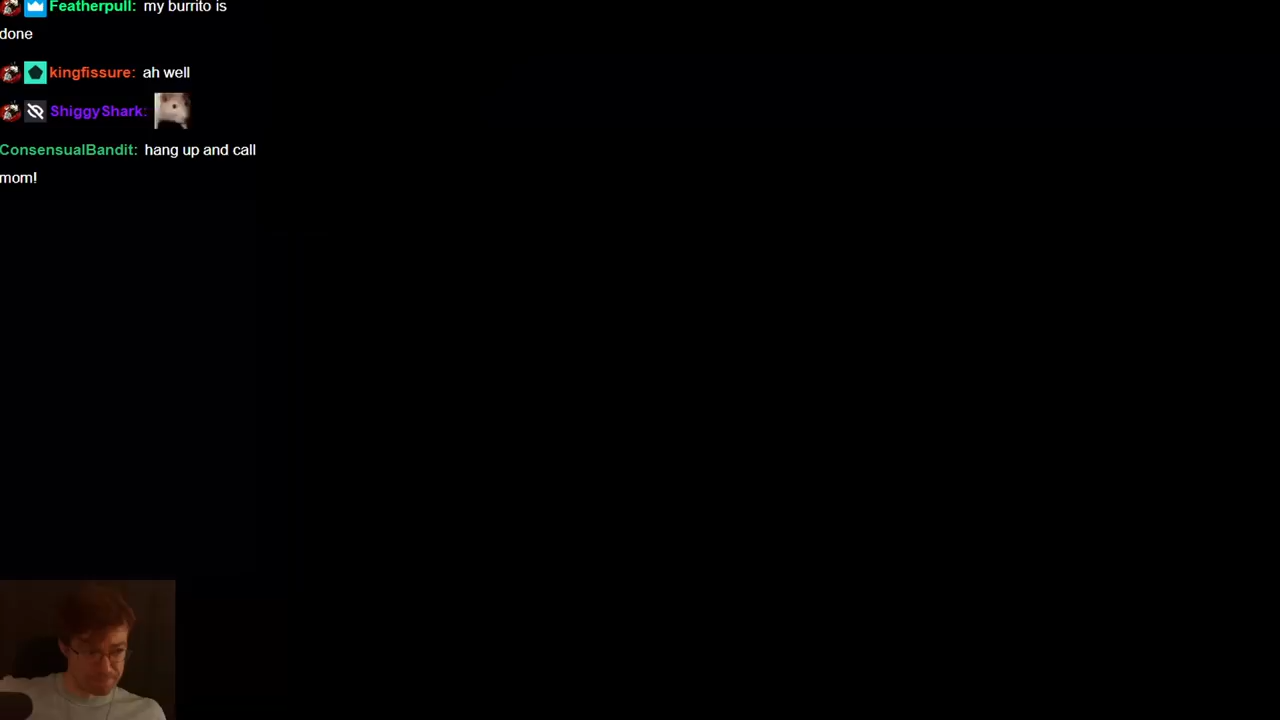 Featherpull: my burrito is
done
kingfissure: ah well
ShiggyShark:
ConsensualBandit: hang up and call
mom!